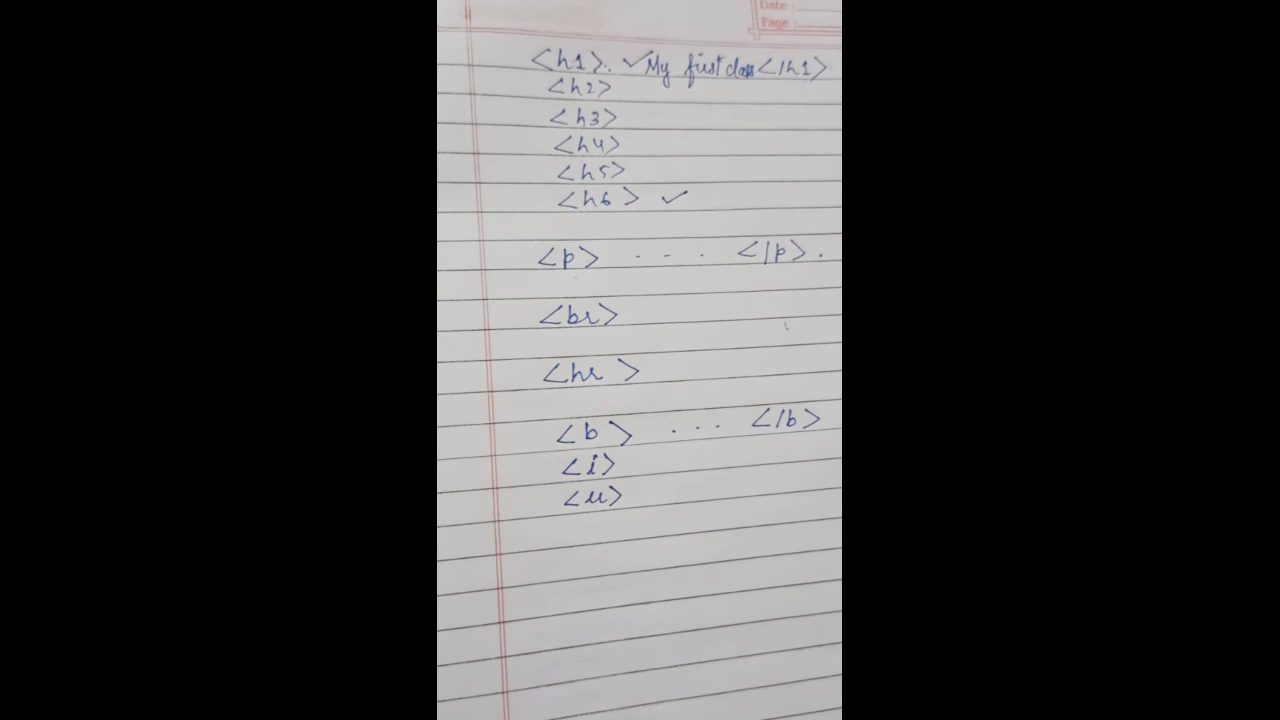 Date :
Page :
<h1>. ✓ My first class </h1>
<h2>
<h3>
<h4>
<h5>
<h6> ✓
<p> - - . </p>.
<br>
<hr>
<b> . . . </b>
<i>
<u>